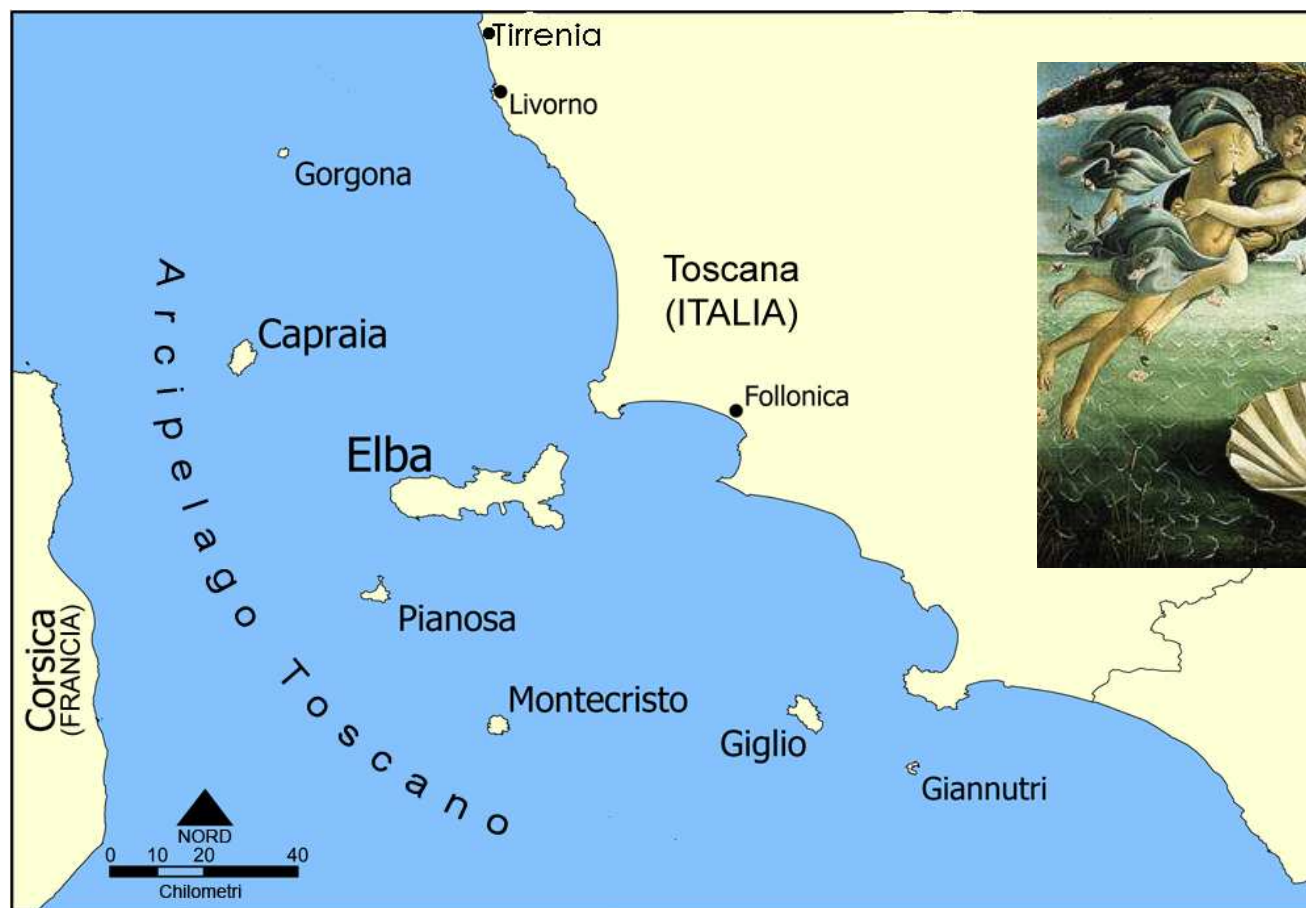 Tirrenia
Livorno
Gorgona
Toscana
(ITALIA)
Arcipelago Toscano
Capraia
Follonica
Elba
Pianosa
Corsica
(FRANCIA)
Montecristo
Giglio
Giannutri
NORD
0 10 20 40
Chilometri